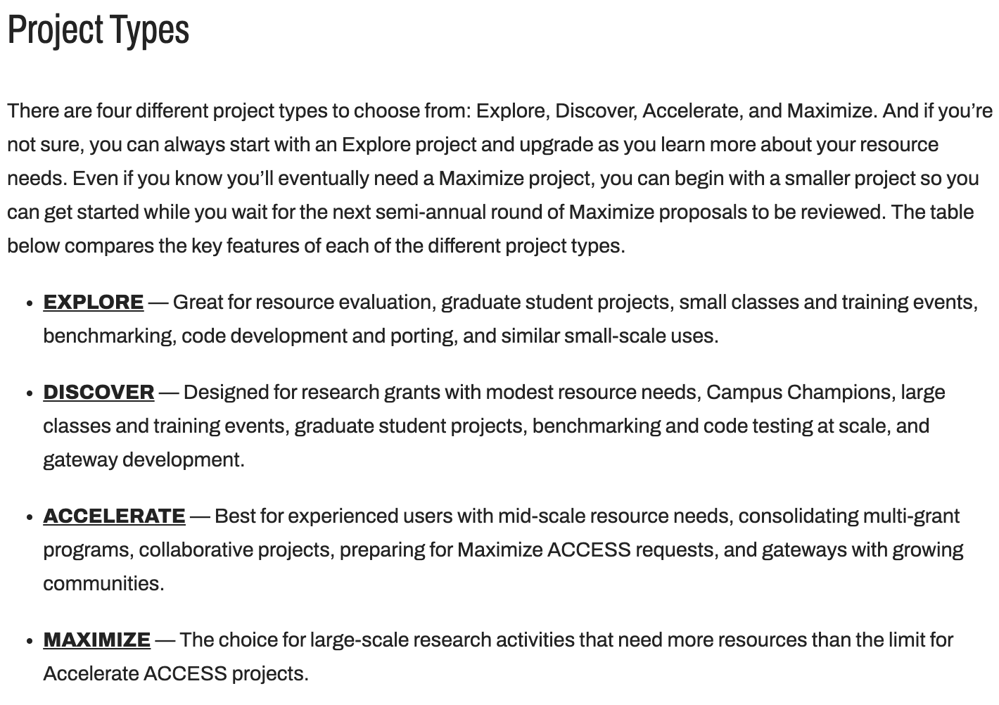 Project Types
There are four different project types to choose from: Explore, Discover, Accelerate, and Maximize. And if you’re
not sure, you can always start with an Explore project and upgrade as you learn more about your resource
needs. Even if you know you’ll eventually need a Maximize project, you can begin with a smaller project so you
can get started while you wait for the next semi-annual round of Maximize proposals to be reviewed. The table
below compares the key features of each of the different project types.
• EXPLORE — Great for resource evaluation, graduate student projects, small classes and training events,
benchmarking, code development and porting, and similar small-scale uses.
• DISCOVER — Designed for research grants with modest resource needs, Campus Champions, large
classes and training events, graduate student projects, benchmarking and code testing at scale, and
gateway development.
• ACCELERATE — Best for experienced users with mid-scale resource needs, consolidating multi-grant
programs, collaborative projects, preparing for Maximize ACCESS requests, and gateways with growing
communities.
• MAXIMIZE — The choice for large-scale research activities that need more resources than the limit for
Accelerate ACCESS projects.